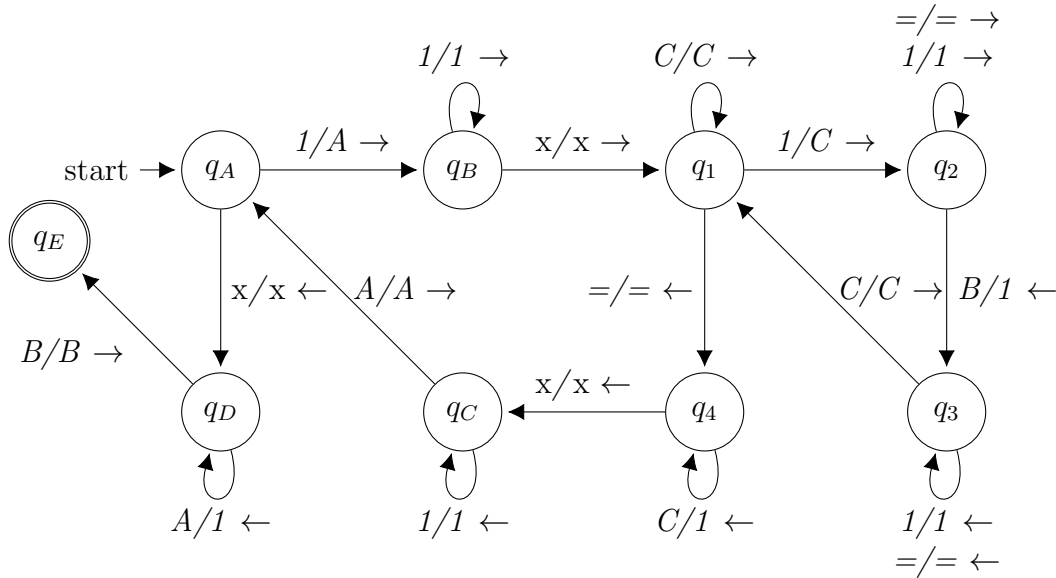 =/= →
1/1 →
C/C →
1/1 →
start
q_A
1/A →
q_B
x/x →
q_1
1/C →
q_2
q_E
x/x ←
A/A →
=/= ←
C/C →
B/1 ←
B/B →
q_D
q_C
x/x ←
q_4
q_3
A/1 ←
1/1 ←
C/1 ←
1/1 ←
=/= ←